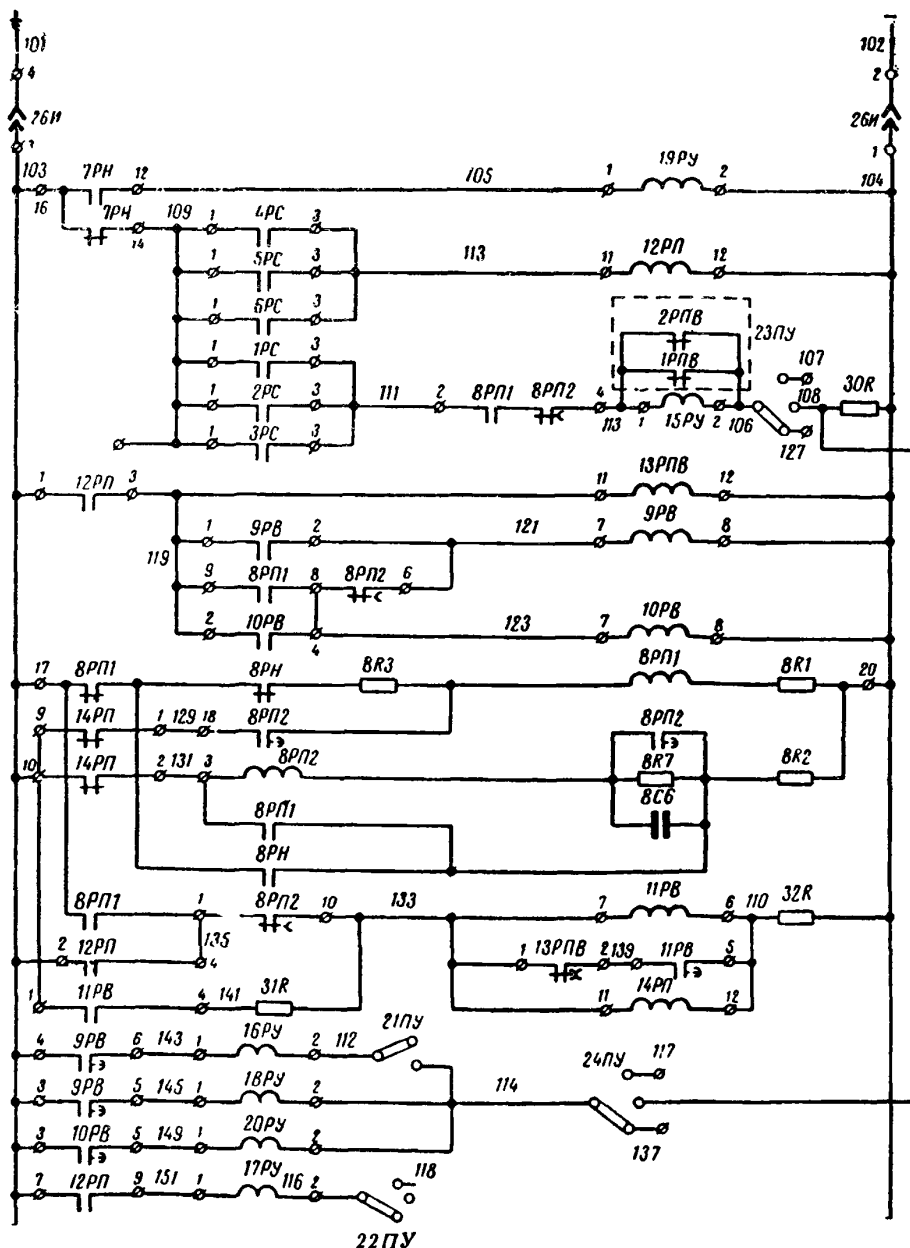 101 102
4 2
26И 26И
3 1
103 7РН 12 105 1 19РУ 2 104
16
7РН 14 109 1 4РС 3
113 11 12РП 12
1 5РС 3
1 6РС 3
2РПВ 23ПУ
1 1РС 3 1РПВ 107
1 2РС 3 111 2 8РП1 8РП2 4 113 1 15РУ 2 106 108 30R
1 3РС 3 127
1 12РП 3 11 13РПВ 12
1 9РВ 2 121 7 9РВ 8
119
9 8РП1 8 8РП2 6
2 10РВ 4 123 7 10РВ 8
17 8РП1 8РН 8R3 8РП1 8R1 20
9 14РП 1 129 18 8РП2 э 8РП2 э
10 14РП 2 131 3 8РП2 8R7 8R2
8РП1 8С6
8РН
8РП1 1 8РП2 10 133 7 11РВ 6 110 32R
135
2 12РП 4 1 13РПВ 2 139 11РВ э 5
1 11РВ 4 141 31R 11 14РП 12
4 9РВ э 6 143 1 16РУ 2 112 21ПУ
3 9РВ э 5 145 1 18РУ 2 114 24ПУ 117
3 10РВ э 5 149 1 20РУ 2 137
7 12РП 9 151 1 17РУ 116 2 118
22ПУ